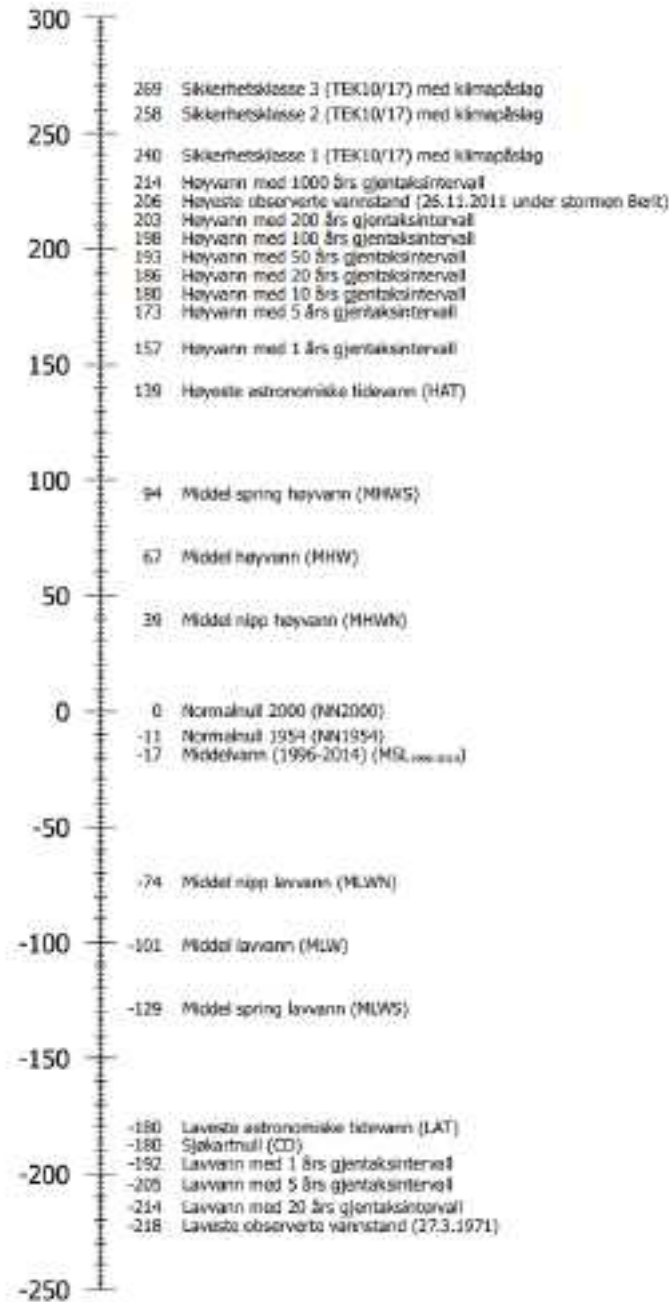 300
269 Sikkerhetsklasse 3 (TEK10/17) med klimapåslag
258 Sikkerhetsklasse 2 (TEK10/17) med klimapåslag
250
240 Sikkerhetsklasse 1 (TEK10/17) med klimapåslag
214 Høyvann med 1000 års gjentaksintervall
206 Høyeste observerte vannstand (26.11.2011 under stormen Berit)
203 Høyvann med 200 års gjentaksintervall
200
198 Høyvann med 100 års gjentaksintervall
193 Høyvann med 50 års gjentaksintervall
186 Høyvann med 20 års gjentaksintervall
180 Høyvann med 10 års gjentaksintervall
173 Høyvann med 5 års gjentaksintervall
157 Høyvann med 1 års gjentaksintervall
150
139 Høyeste astronomiske tidevann (HAT)
100
94 Middel spring høyvann (MHWS)
67 Middel høyvann (MHW)
50
39 Middel nipp høyvann (MHWN)
0
0 Normalnull 2000 (NN2000)
-11 Normalnull 1954 (NN1954)
-17 Middelvann (1996-2014) (MSL1996-2014)
-50
-74 Middel nipp lavvann (MLWN)
-100
-101 Middel lavvann (MLW)
-129 Middel spring lavvann (MLWS)
-150
-180 Laveste astronomiske tidevann (LAT)
-180 Sjøkartnull (CD)
-192 Lavvann med 1 års gjentaksintervall
-200
-205 Lavvann med 5 års gjentaksintervall
-214 Lavvann med 20 års gjentaksintervall
-218 Laveste observerte vannstand (27.3.1971)
-250